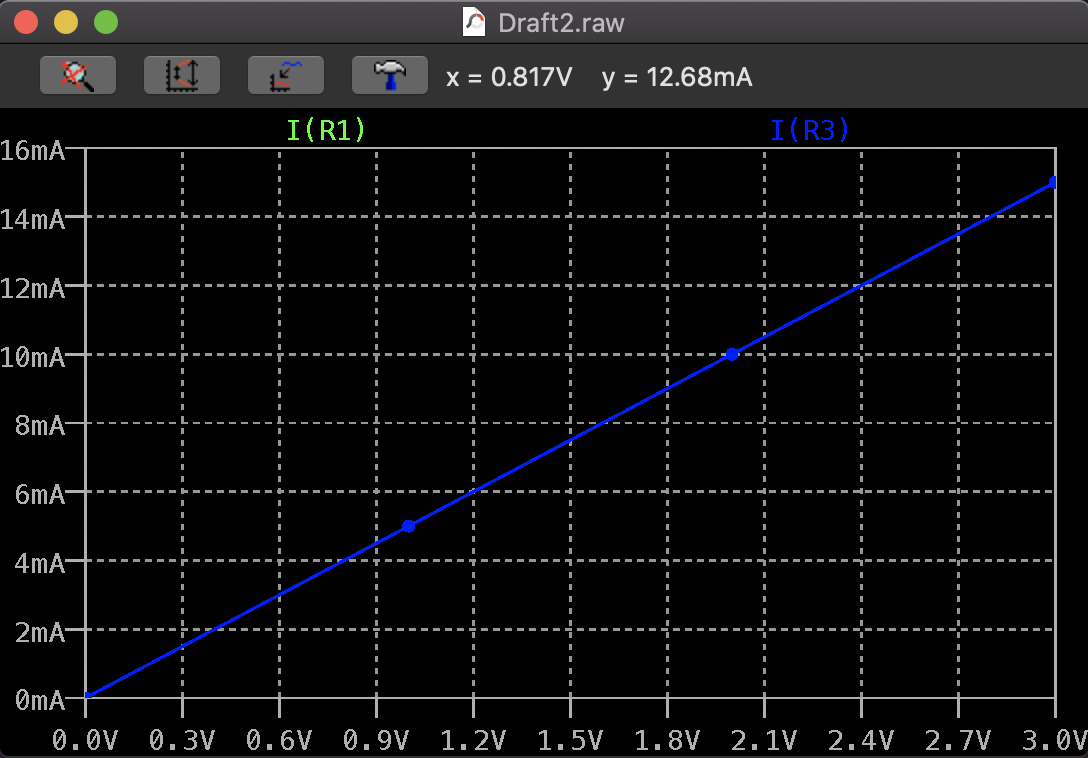 Draft2.raw
x = 0.817V y = 12.68mA
I(R1) I(R3)
16mA
14mA
12mA
10mA
8mA
6mA
4mA
2mA
0mA
0.0V 0.3V 0.6V 0.9V 1.2V 1.5V 1.8V 2.1V 2.4V 2.7V 3.0V